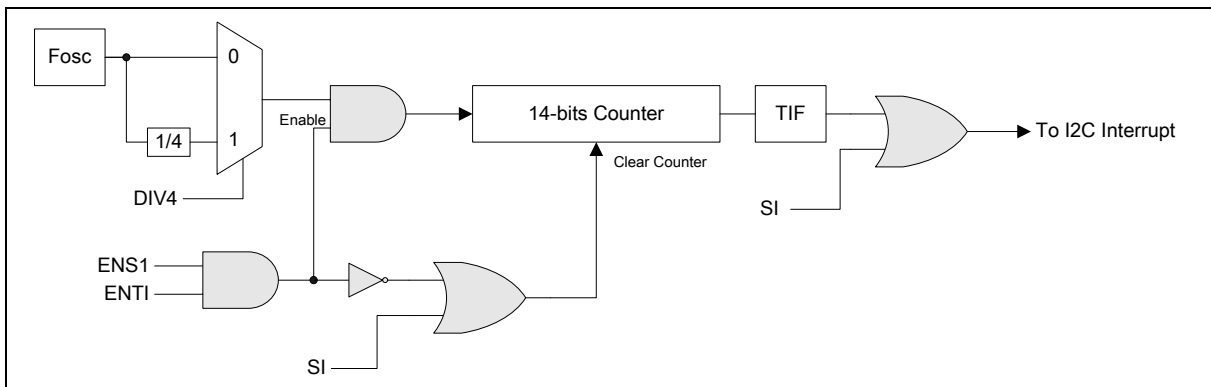 Fosc
0
1/4
1
Enable
14-bits Counter
TIF
To I2C Interrupt
Clear Counter
DIV4
SI
ENS1
ENTI
SI